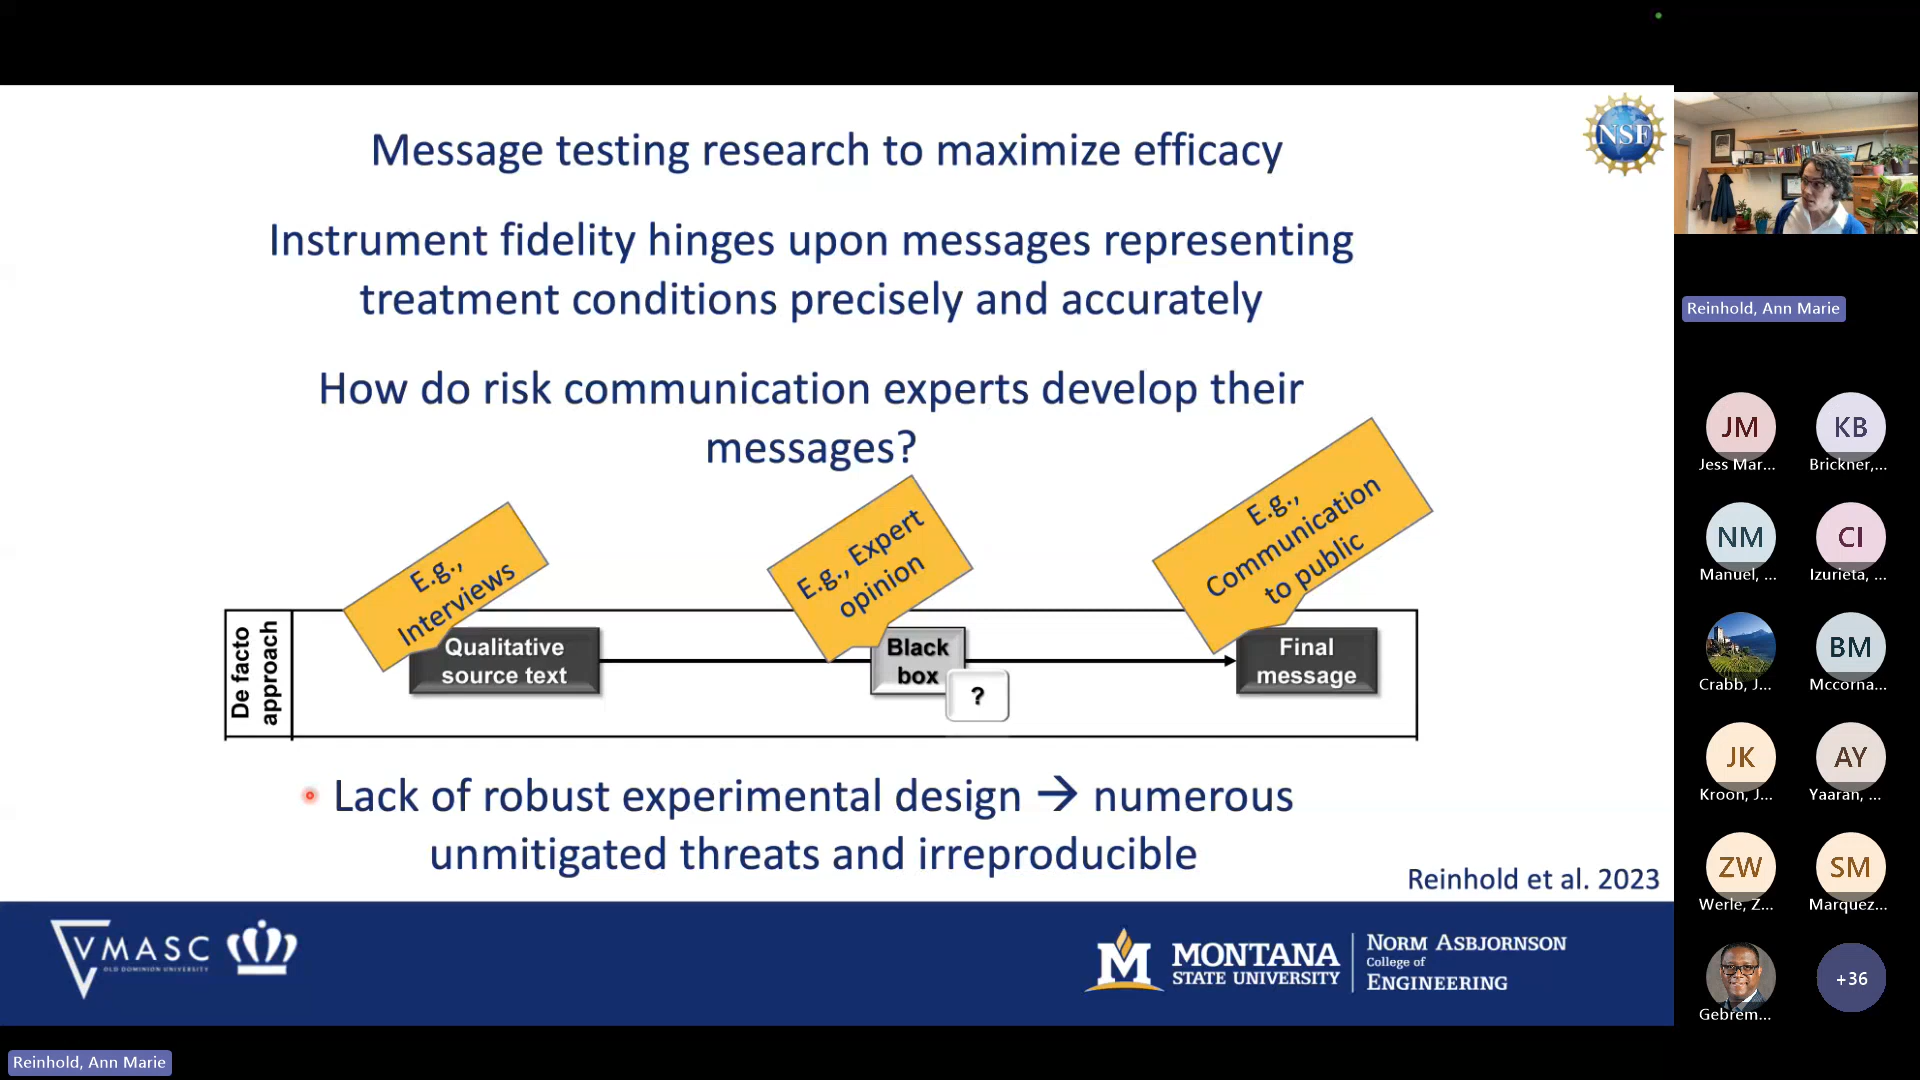 Message testing research to maximize efficacy
NSF
Instrument fidelity hinges upon messages representing
treatment conditions precisely and accurately
How do risk communication experts develop their
messages?
E.g.,
Interviews
E.g., Expert
opinion
E.g.,
Communication
to public
De facto
approach
Qualitative
source text
Black
box
?
Final
message
• Lack of robust experimental design → numerous
unmitigated threats and irreproducible
Reinhold et al. 2023
VMASC
OLD DOMINION UNIVERSITY
M
MONTANA
STATE UNIVERSITY
NORM ASBJORNSON
College of
ENGINEERING
Reinhold, Ann Marie
Reinhold, Ann Marie
JM
Jess Mar...
KB
Brickner,...
NM
Manuel, ...
CI
Izurieta, ...
Crabb, J...
BM
Mccorna...
JK
Kroon, J...
AY
Yaaran, ...
ZW
Werle, Z...
SM
Marquez...
Gebrem...
+36